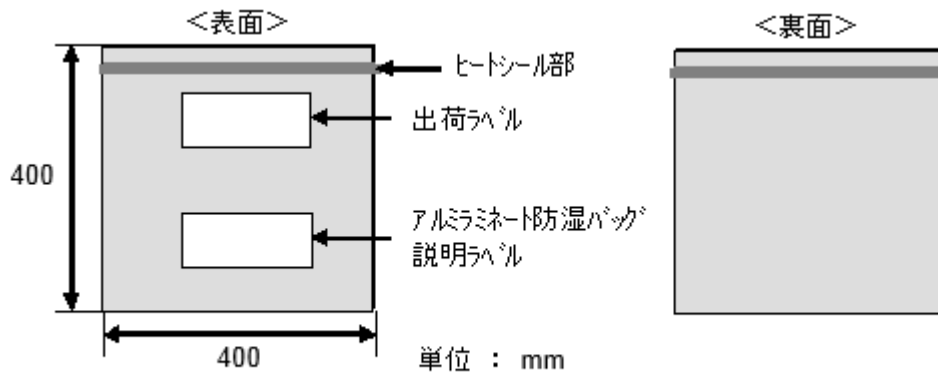 ＜表面＞
＜裏面＞
ﾋｰﾄｼｰﾙ部
出荷ﾗﾍﾞﾙ
400
ｱﾙﾐﾗﾐﾈｰﾄ防湿ﾊﾞｯｸﾞ
説明ﾗﾍﾞﾙ
400
単位 ： mm